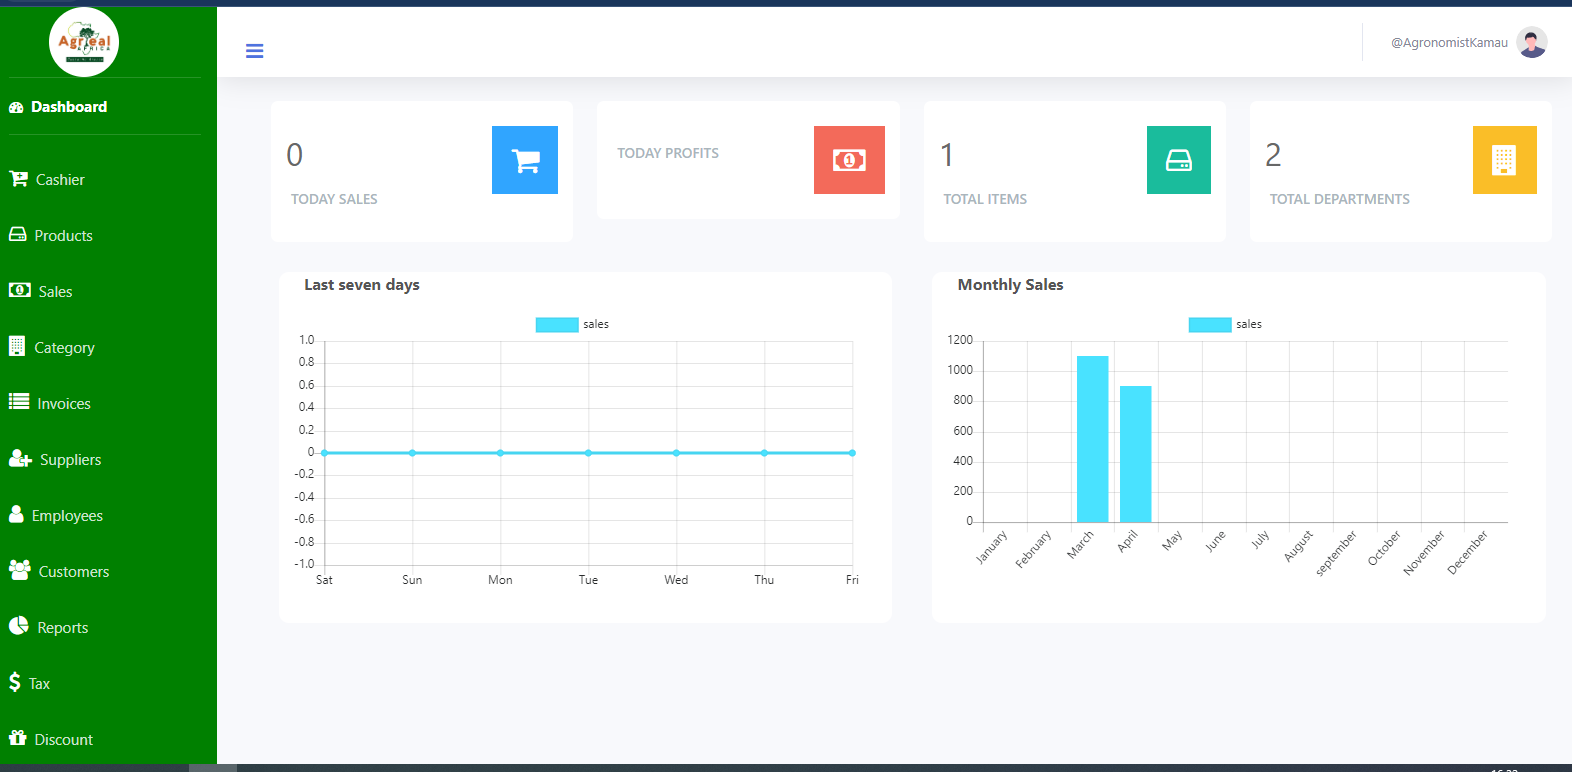 Agrieal
AFRICA
@AgronomistKamau
Dashboard
Cashier
Products
Sales
Category
Invoices
Suppliers
Employees
Customers
Reports
Tax
Discount
0
TODAY SALES
TODAY PROFITS
1
1
TOTAL ITEMS
2
TOTAL DEPARTMENTS
Last seven days
sales
1.0
0.8
0.6
0.4
0.2
0
-0.2
-0.4
-0.6
-0.8
-1.0
Sat Sun Mon Tue Wed Thu Fri
Monthly Sales
sales
1200
1000
800
600
400
200
0
January February March April May June July August september October November December